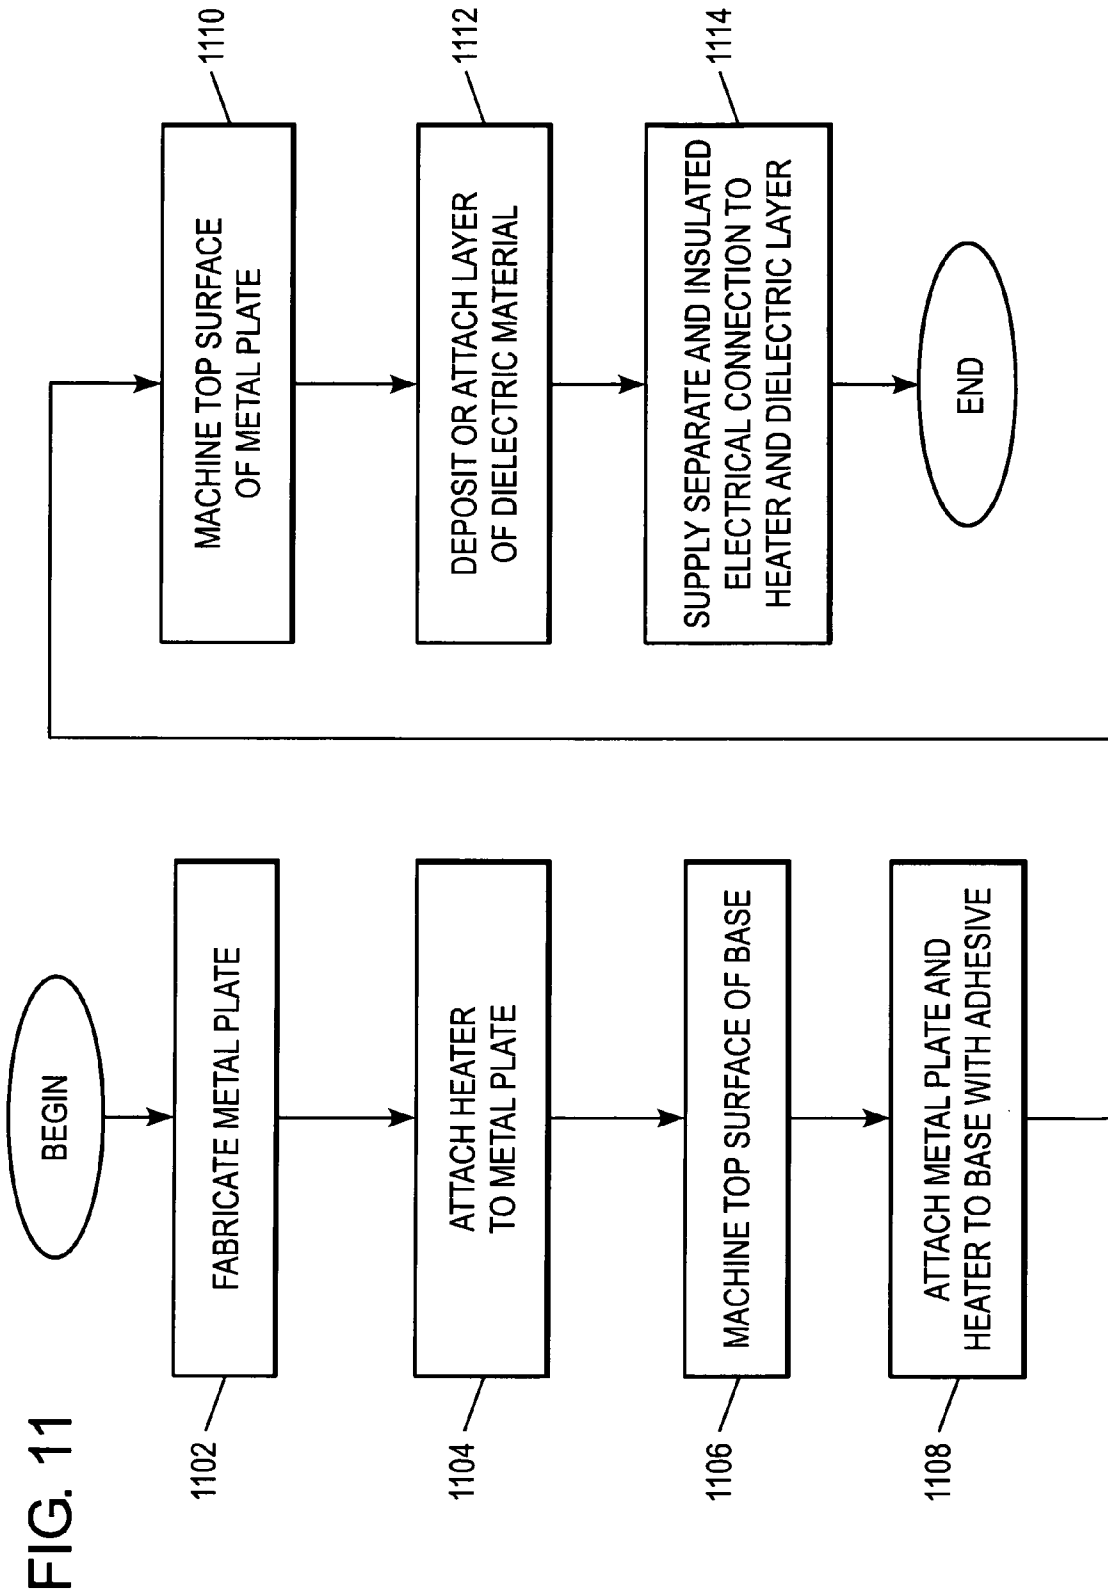 FIG. 11
BEGIN
1102
FABRICATE METAL PLATE
1104
ATTACH HEATER
TO METAL PLATE
1106
MACHINE TOP SURFACE OF BASE
1108
ATTACH METAL PLATE AND
HEATER TO BASE WITH ADHESIVE
1110
MACHINE TOP SURFACE
OF METAL PLATE
1112
DEPOSIT OR ATTACH LAYER
OF DIELECTRIC MATERIAL
1114
SUPPLY SEPARATE AND INSULATED
ELECTRICAL CONNECTION TO
HEATER AND DIELECTRIC LAYER
END